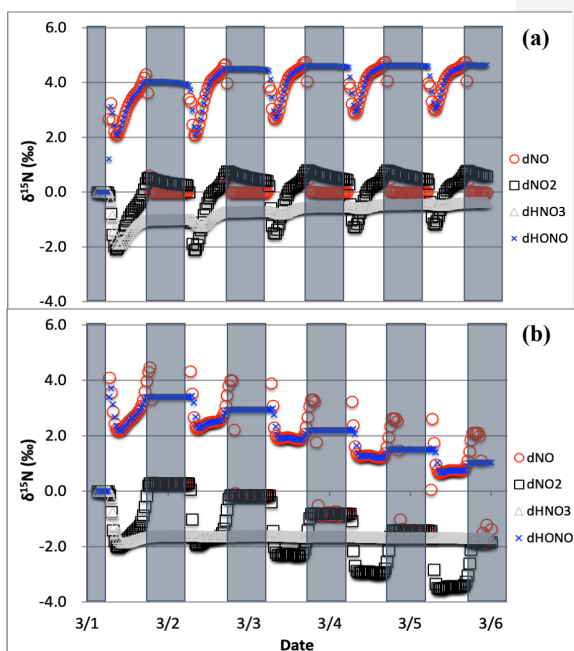 (a)
6.0
4.0
2.0
0.0
-2.0
-4.0
δ¹⁵N (‰)
dNO
dNO2
dHNO3
dHONO
(b)
6.0
4.0
2.0
0.0
-2.0
-4.0
δ¹⁵N (‰)
dNO
dNO2
dHNO3
dHONO
3/1 3/2 3/3 3/4 3/5 3/6
Date